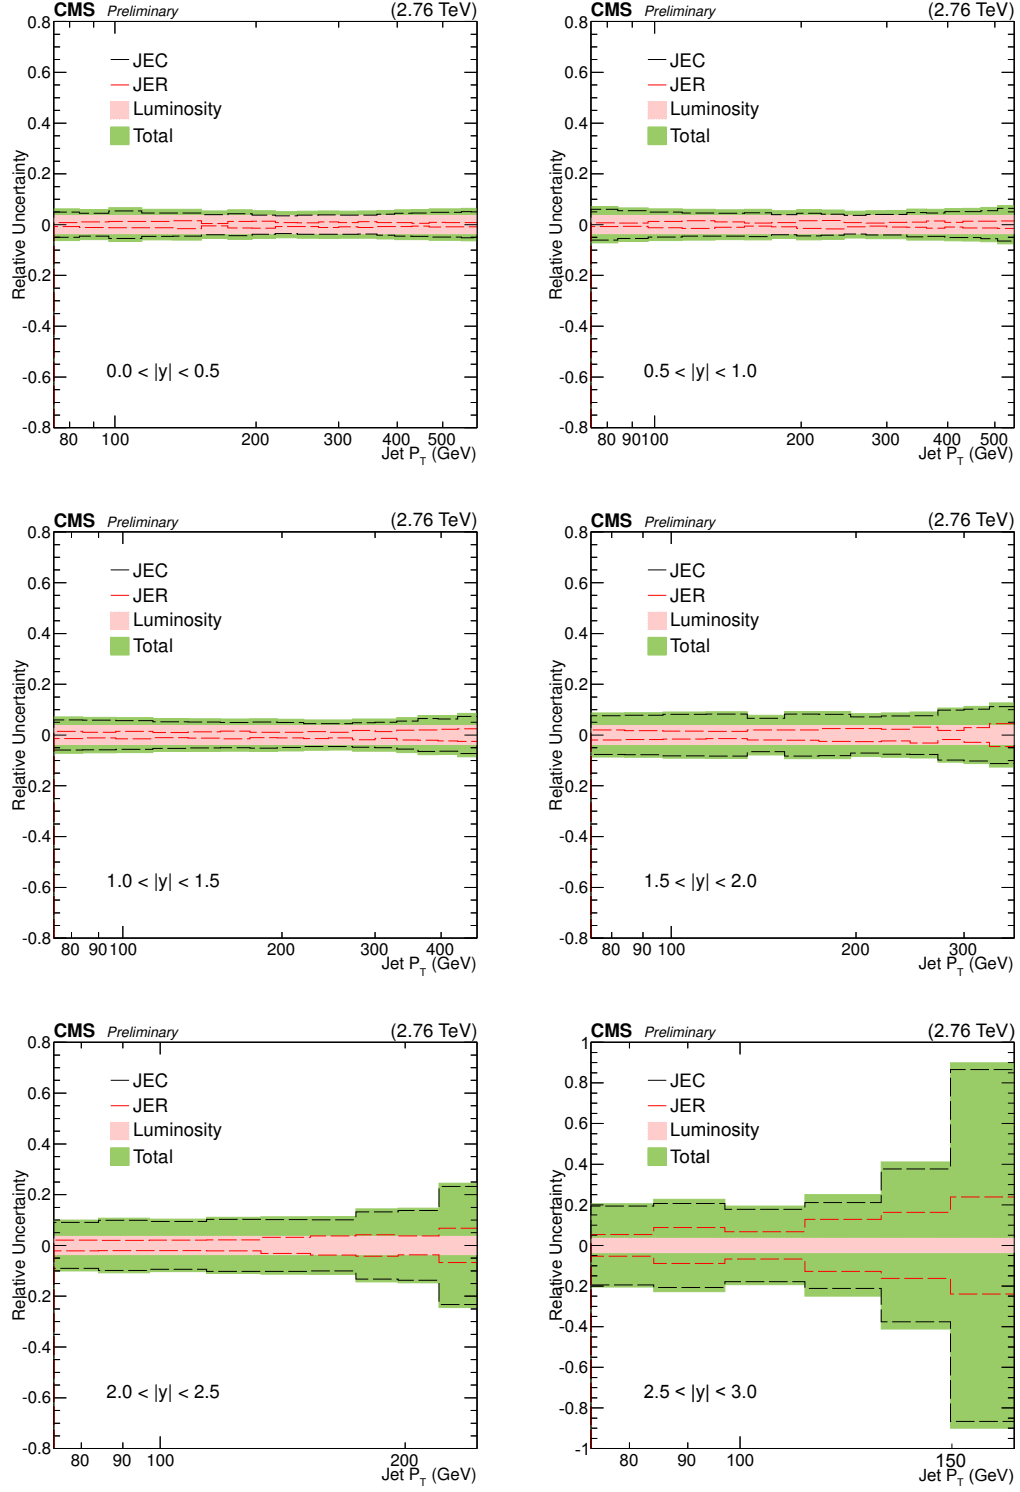 CMS Preliminary (2.76 TeV)
0.8
0.6
0.4
0.2
0
-0.2
-0.4
-0.6
-0.8
Relative Uncertainty
JEC
JER
Luminosity
Total
0.0 < |y| < 0.5
80 100 200 300 400 500
Jet P_T (GeV)
CMS Preliminary (2.76 TeV)
0.8
0.6
0.4
0.2
0
-0.2
-0.4
-0.6
-0.8
Relative Uncertainty
JEC
JER
Luminosity
Total
0.5 < |y| < 1.0
80 90 100 200 300 400 500
Jet P_T (GeV)
CMS Preliminary (2.76 TeV)
0.8
0.6
0.4
0.2
0
-0.2
-0.4
-0.6
-0.8
Relative Uncertainty
JEC
JER
Luminosity
Total
1.0 < |y| < 1.5
80 90 100 200 300 400
Jet P_T (GeV)
CMS Preliminary (2.76 TeV)
0.8
0.6
0.4
0.2
0
-0.2
-0.4
-0.6
-0.8
Relative Uncertainty
JEC
JER
Luminosity
Total
1.5 < |y| < 2.0
80 100 200 300
Jet P_T (GeV)
CMS Preliminary (2.76 TeV)
0.8
0.6
0.4
0.2
0
-0.2
-0.4
-0.6
-0.8
Relative Uncertainty
JEC
JER
Luminosity
Total
2.0 < |y| < 2.5
80 90 100 200
Jet P_T (GeV)
CMS Preliminary (2.76 TeV)
1
0.8
0.6
0.4
0.2
0
-0.2
-0.4
-0.6
-0.8
-1
Relative Uncertainty
JEC
JER
Luminosity
Total
2.5 < |y| < 3.0
80 90 100 150
Jet P_T (GeV)